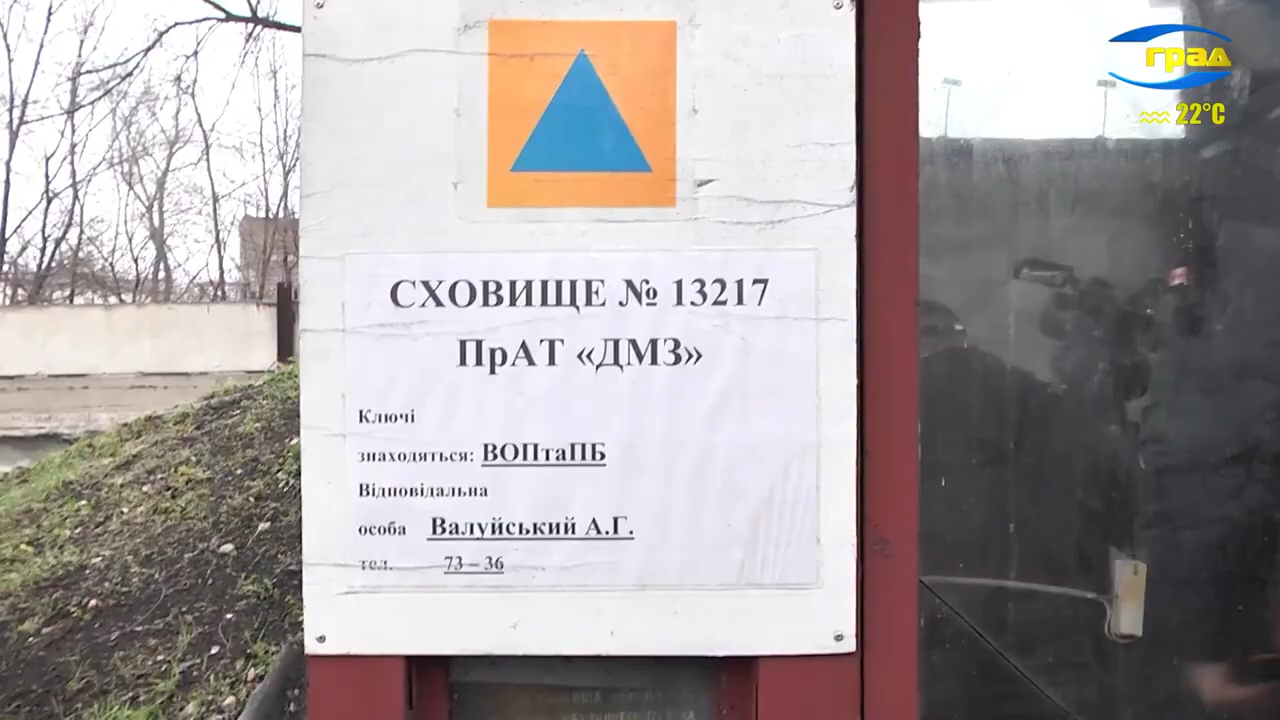 град
22°C
СХОВИЩЕ № 13217
ПрАТ «ДМЗ»
Ключі
знаходяться: ВОПтаПБ
Відповідальна
особа Валуйський А.Г.
тел. 73 – 36